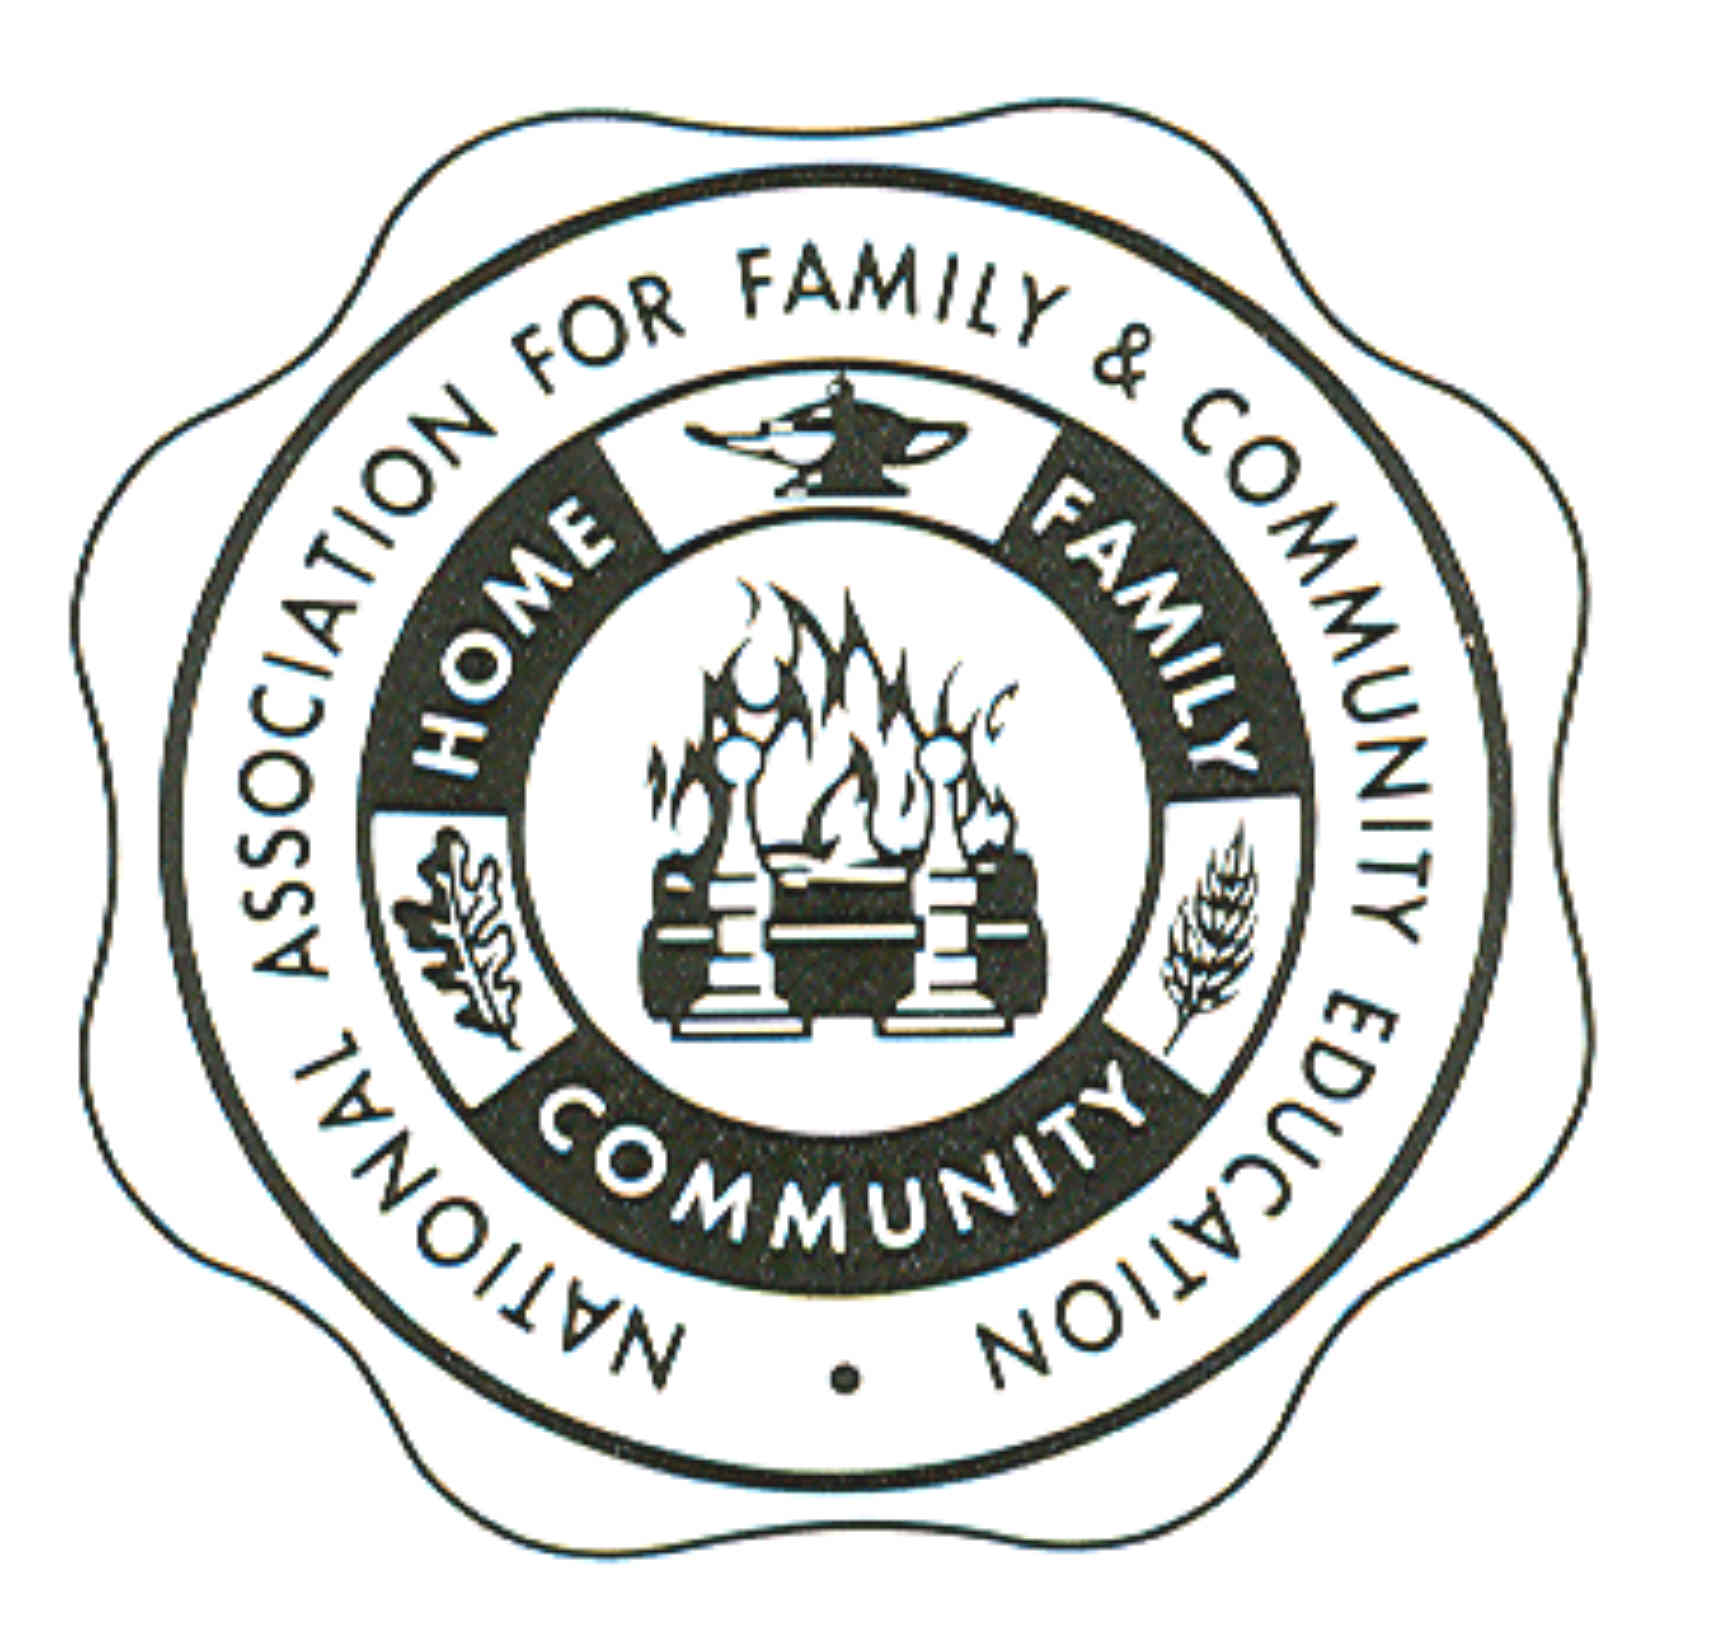 NATIONAL ASSOCIATION FOR FAMILY & COMMUNITY EDUCATION •
HOME
FAMILY
COMMUNITY